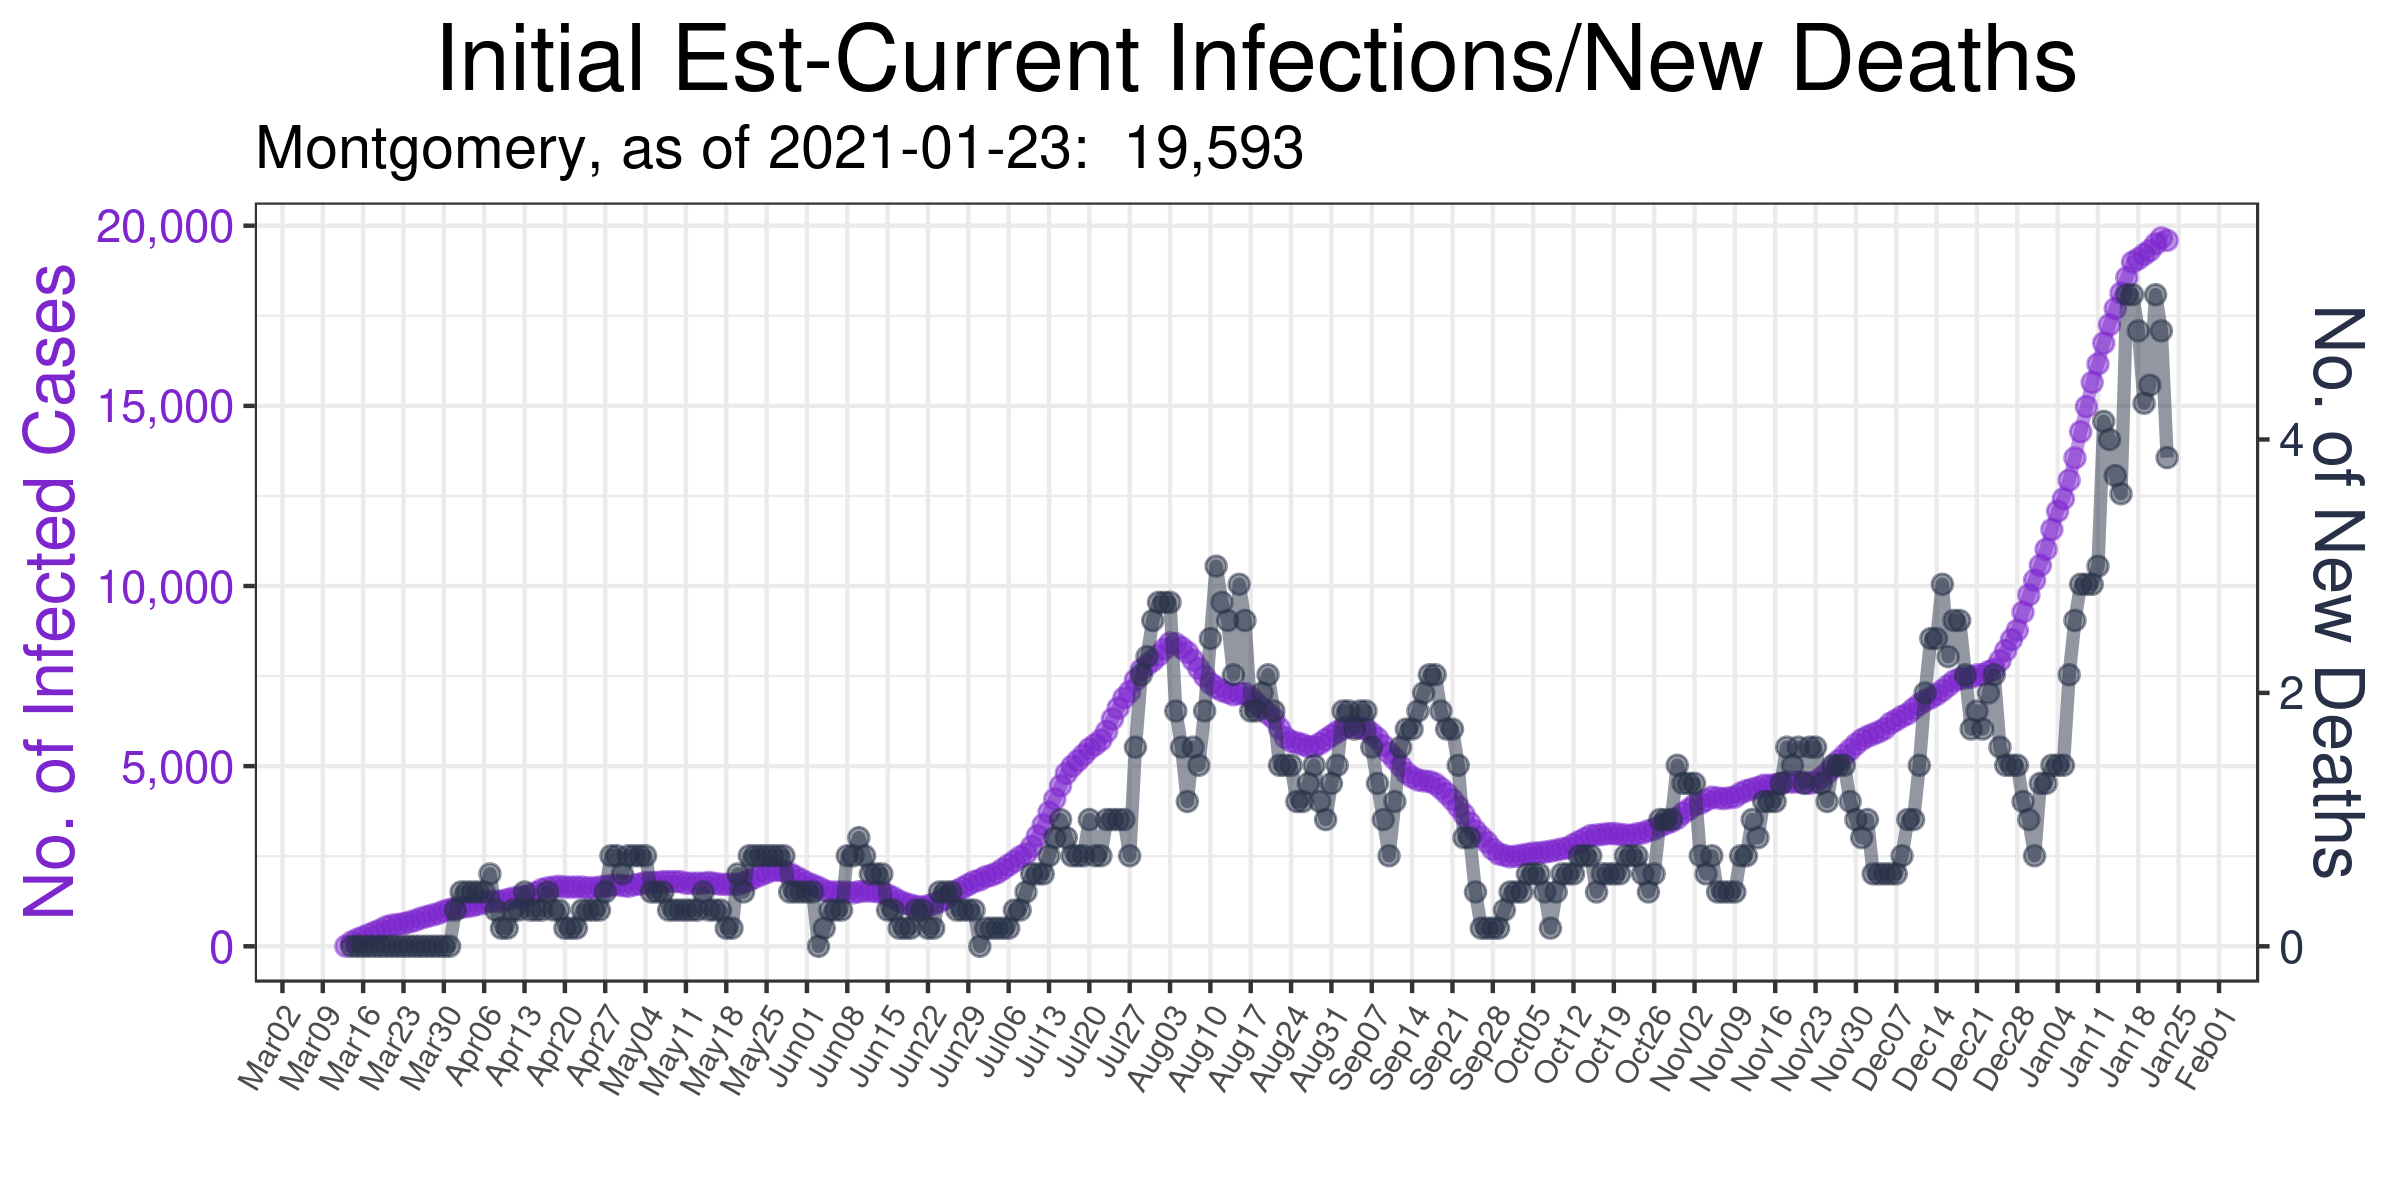 Initial Est-Current Infections/New Deaths
Montgomery, as of 2021-01-23:  19,593
No. of Infected Cases
20,000
15,000
10,000
5,000
0
No. of New Deaths
4
2
0
Mar02
Mar09
Mar16
Mar23
Mar30
Apr06
Apr13
Apr20
Apr27
May04
May11
May18
May25
Jun01
Jun08
Jun15
Jun22
Jun29
Jul06
Jul13
Jul20
Jul27
Aug03
Aug10
Aug17
Aug24
Aug31
Sep07
Sep14
Sep21
Sep28
Oct05
Oct12
Oct19
Oct26
Nov02
Nov09
Nov16
Nov23
Nov30
Dec07
Dec14
Dec21
Dec28
Jan04
Jan11
Jan18
Jan25
Feb01